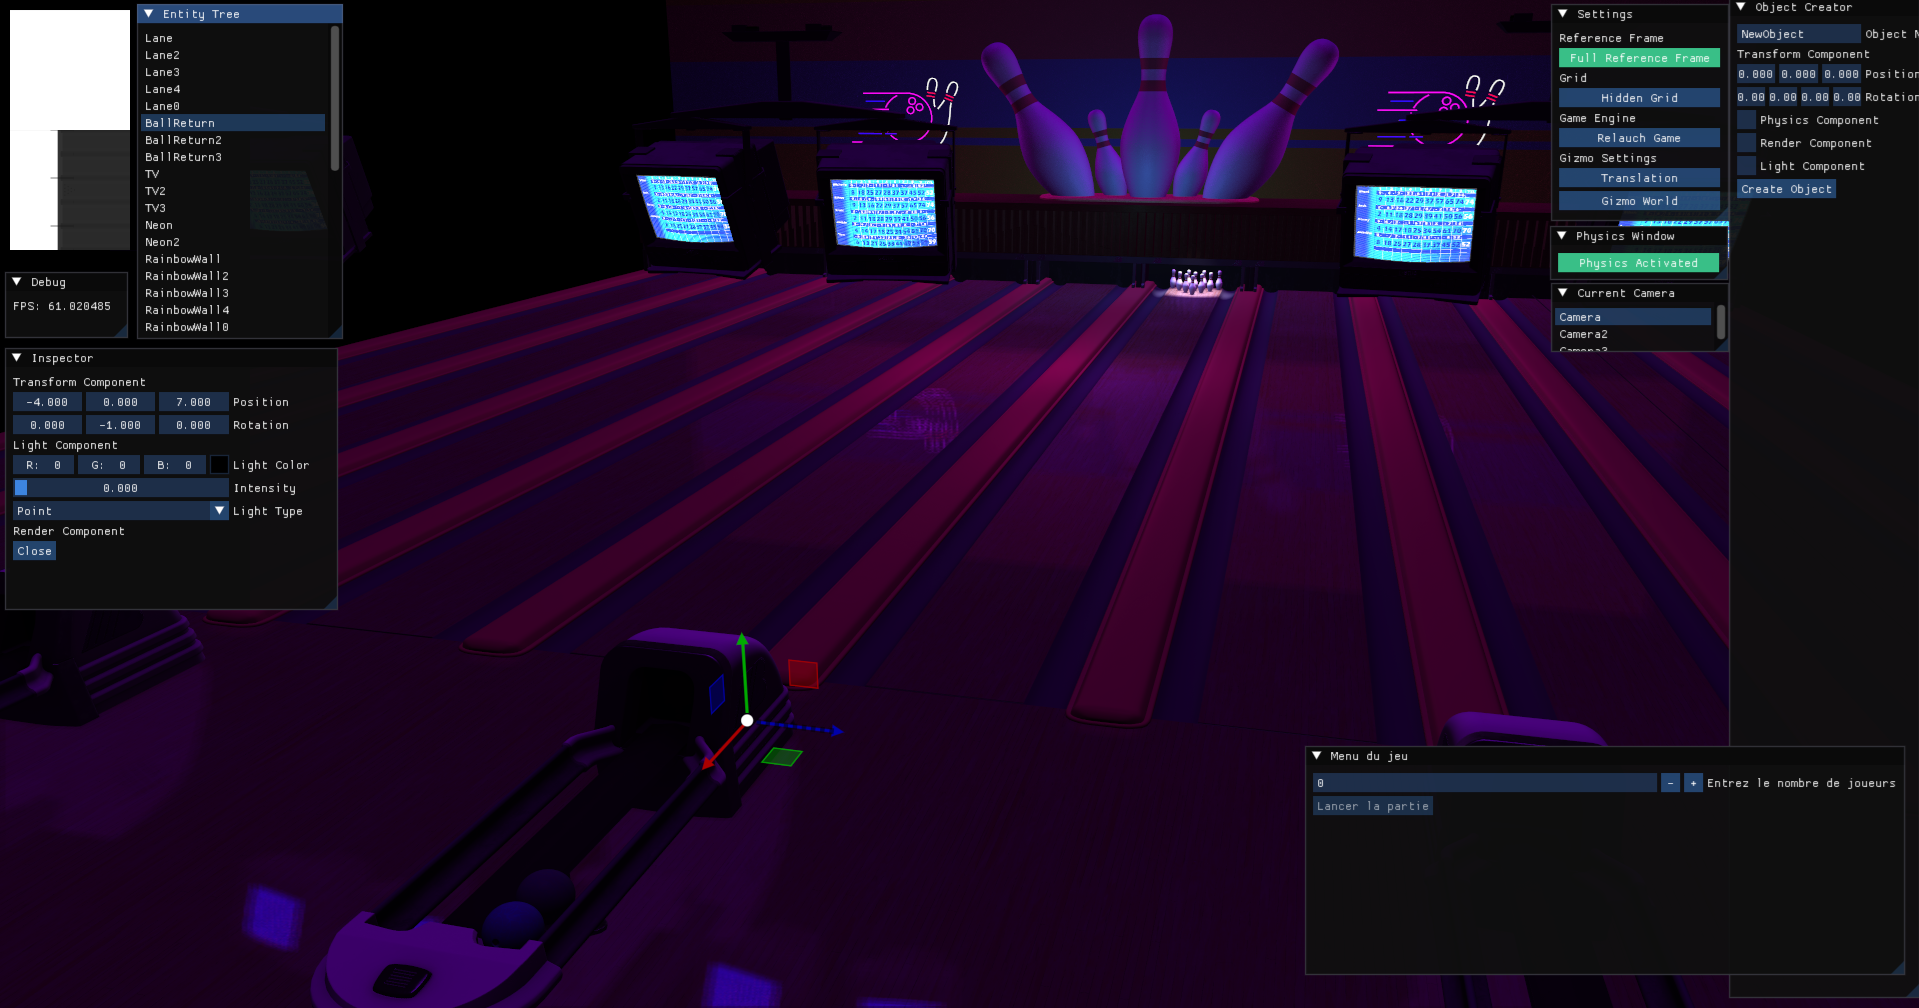 Entity Tree
Lane
Lane2
Lane3
Lane4
Lane0
BallReturn
BallReturn2
BallReturn3
TV
TV2
TV3
Neon
Neon2
RainbowWall
RainbowWall2
RainbowWall3
RainbowWall4
RainbowWall0
Debug
FPS: 61.020485
Inspector
Transform Component
-4.000 0.000 7.000 Position
0.000 -1.000 0.000 Rotation
Light Component
R: 0 G: 0 B: 0 Light Color
0.000 Intensity
Point Light Type
Render Component
Close
Settings
Reference Frame
Full Reference Frame
Grid
Hidden Grid
Game Engine
Relauch Game
Gizmo Settings
Translation
Gizmo World
Physics Window
Physics Activated
Current Camera
Camera
Camera2
Camera3
Object Creator
NewObject Object N
Transform Component
0.000 0.000 0.000 Position
0.00 0.00 0.00 0.00 Rotation
Physics Component
Render Component
Light Component
Create Object
Menu du jeu
0 - + Entrez le nombre de joueurs
Lancer la partie